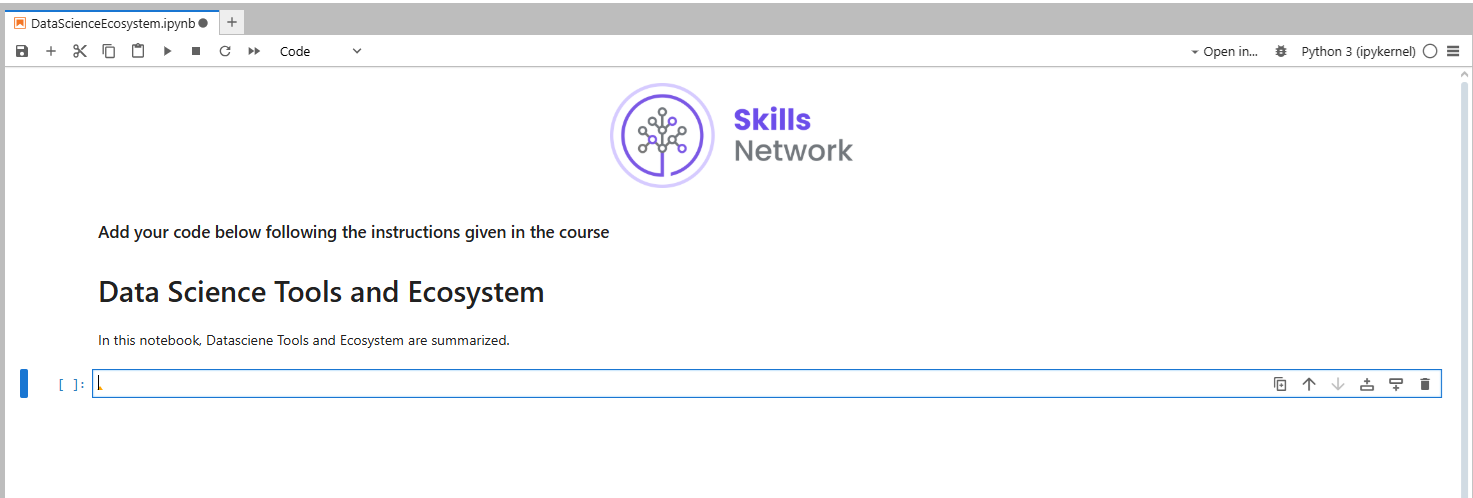 DataScienceEcosystem.ipynb
Code
Open in...
Python 3 (ipykernel)
Skills
Network
Add your code below following the instructions given in the course
Data Science Tools and Ecosystem
In this notebook, Datasciene Tools and Ecosystem are summarized.
[ ]: